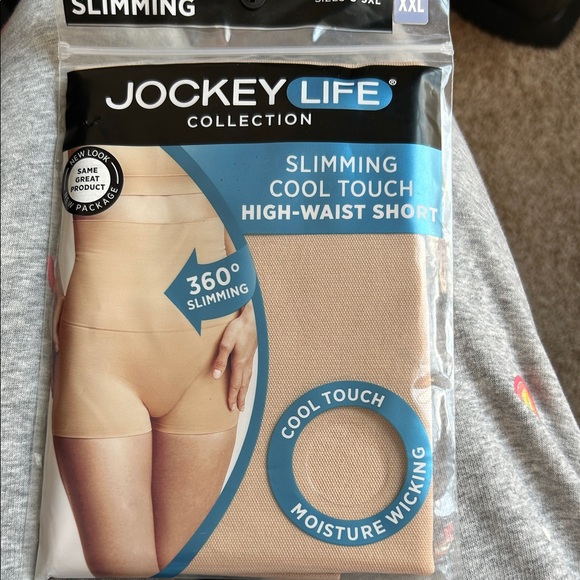 SLIMMING
XXL
JOCKEY LIFE®
COLLECTION
NEW LOOK
SAME
GREAT
PRODUCT
NEW PACKAGE
SLIMMING
COOL TOUCH
HIGH-WAIST SHORT
360°
SLIMMING
COOL TOUCH
MOISTURE WICKING